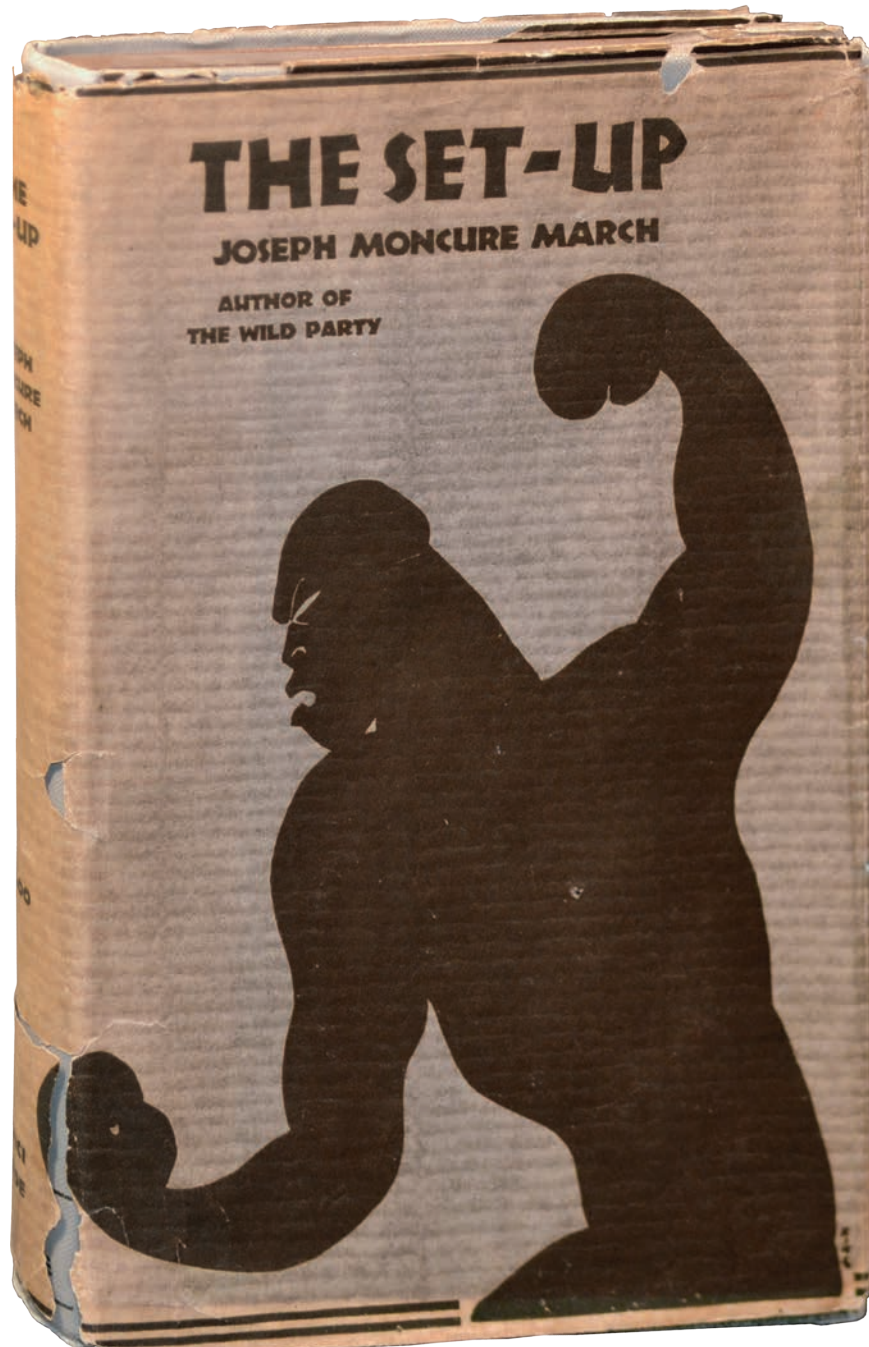 THE SET-UP
JOSEPH MONCURE MARCH
AUTHOR OF
THE WILD PARTY